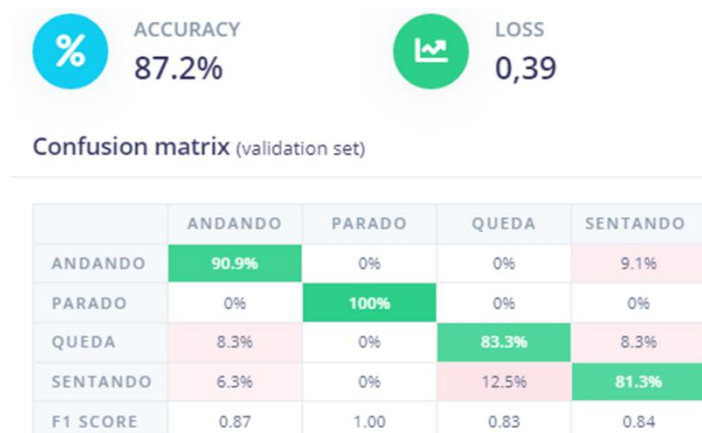 ACCURACY LOSS
% 87.2% 0,39
Confusion matrix (validation set)
ANDANDO PARADO QUEDA SENTANDO
ANDANDO 90.9% 0% 0% 9.1%
PARADO 0% 100% 0% 0%
QUEDA 8.3% 0% 83.3% 8.3%
SENTANDO 6.3% 0% 12.5% 81.3%
F1 SCORE 0.87 1.00 0.83 0.84